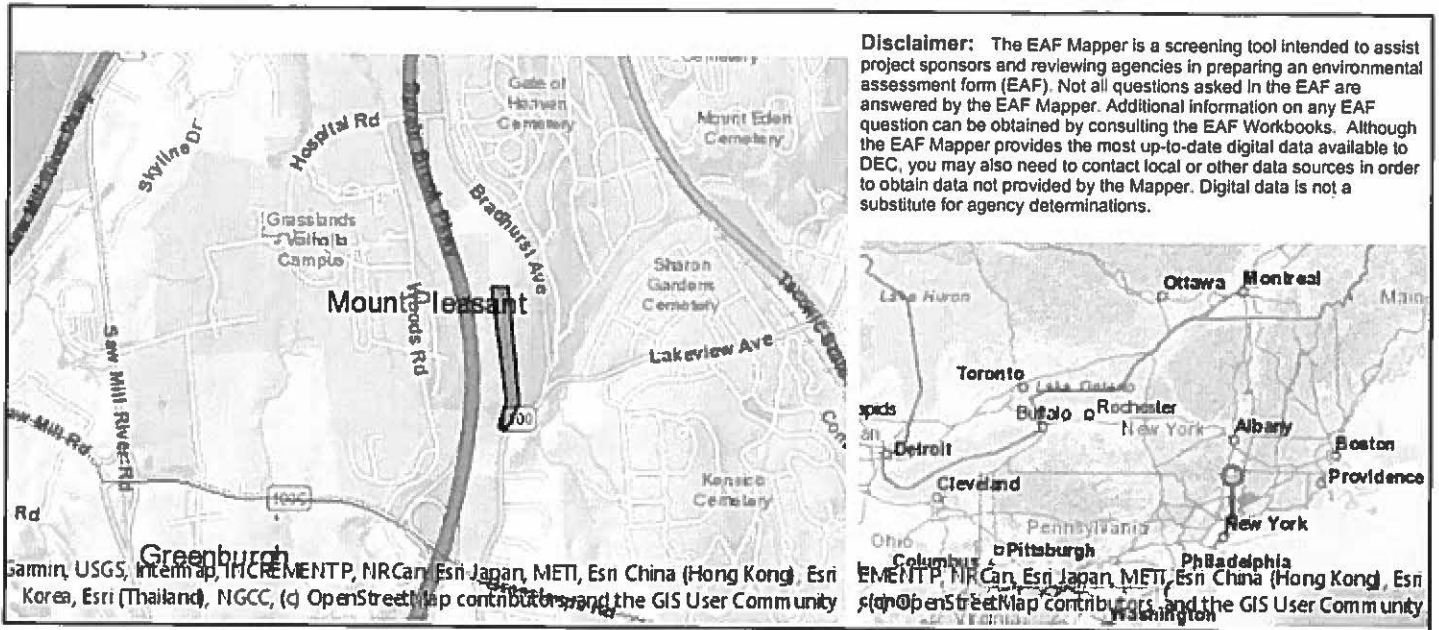 Disclaimer: The EAF Mapper is a screening tool intended to assist
project sponsors and reviewing agencies in preparing an environmental
assessment form (EAF). Not all questions asked in the EAF are
answered by the EAF Mapper. Additional information on any EAF
question can be obtained by consulting the EAF Workbooks. Although
the EAF Mapper provides the most up-to-date digital data available to
DEC, you may also need to contact local or other data sources in order
to obtain data not provided by the Mapper. Digital data is not a
substitute for agency determinations.
Skyline Dr
Hospital Rd
Gate of
Heaven
Cemetery
Mount Eden
Cemetery
Bradhurst Ave
Grasslands
Valhalla
Campus
Mount Pleasant
Woods Rd
Sharon
Gardens
Cemetery
Lakeview Ave
Saw Mill River Rd
100
Mill Rd
Rd
100C
Kensico
Cemetery
Greenburgh
Garmin, USGS, Intermap, INCREMENT P, NRCan, Esri Japan, METI, Esri China (Hong Kong), Esri
Korea, Esri (Thailand), NGCC, (c) OpenStreetMap contributors, and the GIS User Community
Ottawa
Montreal
Lake Huron
Toronto
Lake Ontario
Buffalo
Rochester
New York
Albany
Boston
Detroit
Providence
Cleveland
New York
Pennsylvania
Ohio
Pittsburgh
Columbus
Philadelphia
EMENT P, NRCan, Esri Japan, METI, Esri China (Hong Kong), Esri
(c) OpenStreetMap contributors, and the GIS User Community
Washington